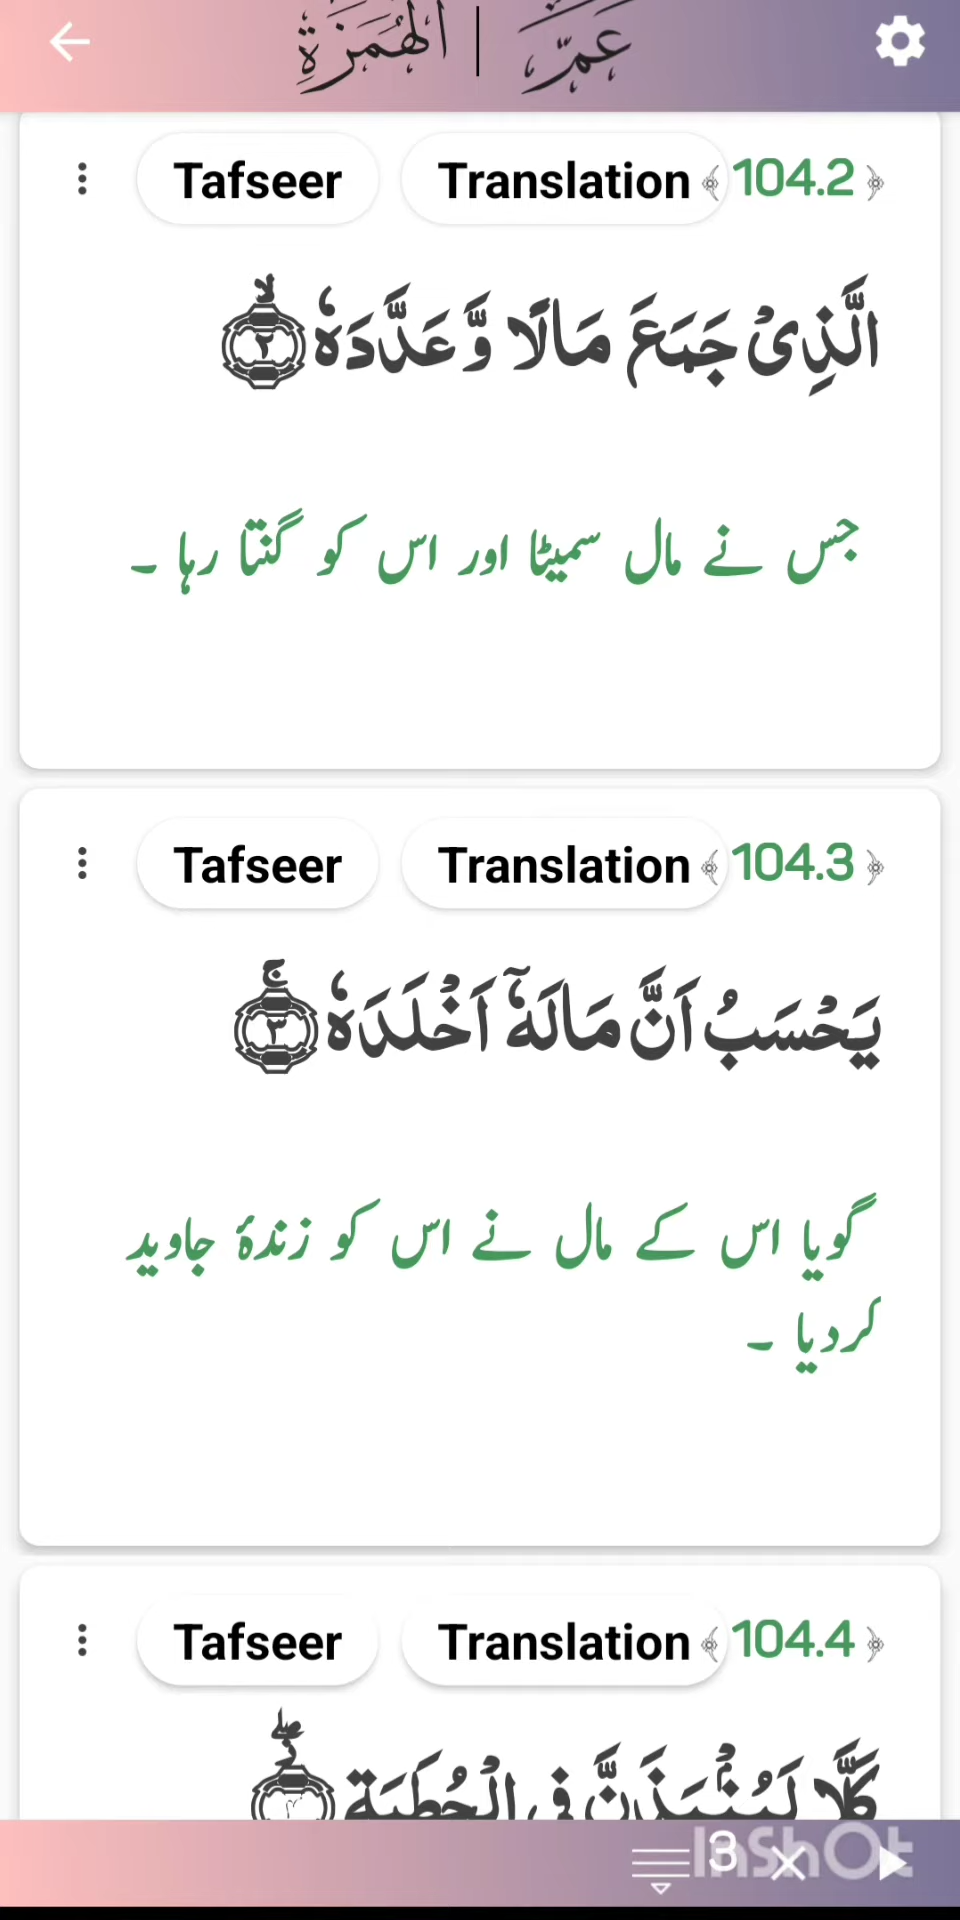 عَمَّ | الْهُمَزَةِ
Tafseer Translation 104.2
الَّذِىۡ جَمَعَ مَالًا وَّعَدَّدَهٗ ۙ‏ ﴿۲﴾
جس نے مال سمیٹا اور اس کو گنتا رہا ۔
Tafseer Translation 104.3
يَحۡسَبُ اَنَّ مَالَهٗۤ اَخۡلَدَهٗ‌ ۚ‏ ﴿۳﴾
گویا اس کے مال نے اس کو زندۂ جاوید
کردیا ۔
Tafseer Translation 104.4
كَلَّا‌ لَيُنۡۢبَذَنَّ فِى الۡحُطَمَةِ
3
InShOt